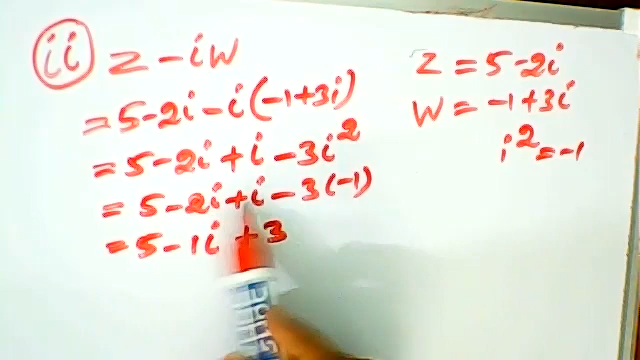 ii z - iw
= 5 - 2i - i(-1+3i)
= 5 - 2i + i - 3i²
= 5 - 2i + i - 3(-1)
= 5 - 1i + 3
z = 5 - 2i
w = -1 + 3i
i² = -1